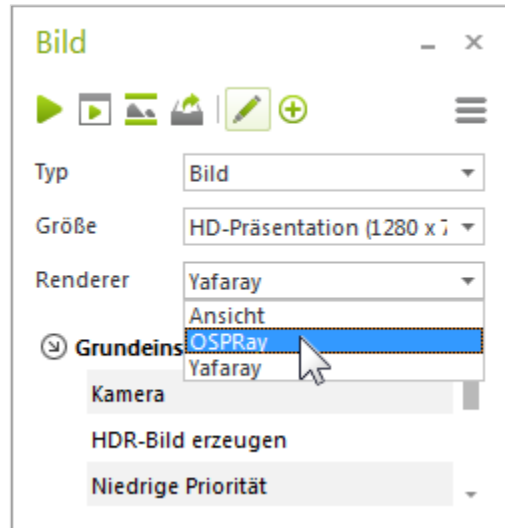 Bild
Typ Bild
Größe HD-Präsentation (1280 x
Renderer Yafaray
Ansicht
OSPRay
Grundeins
Yafaray
Kamera
HDR-Bild erzeugen
Niedrige Priorität